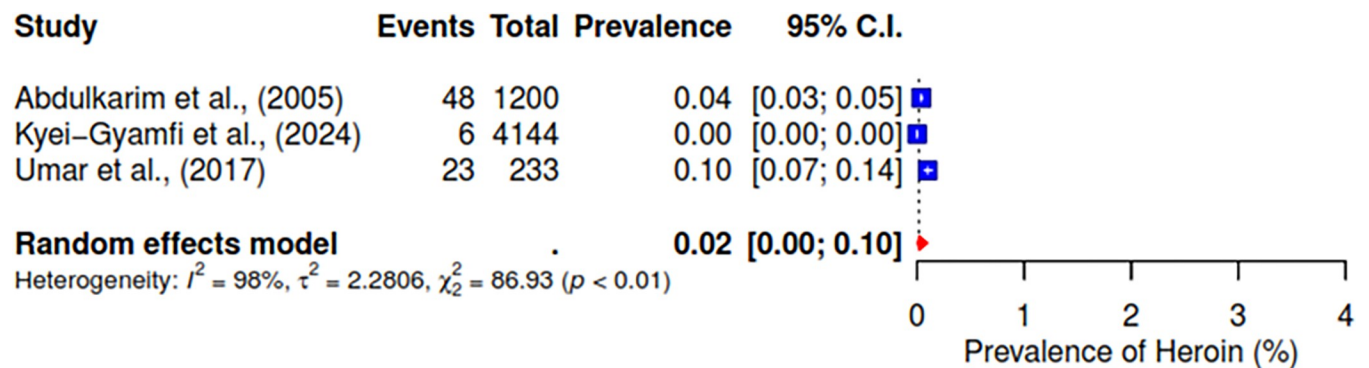 Study Events Total Prevalence 95% C.I.
Abdulkarim et al., (2005) 48 1200 0.04 [0.03; 0.05]
Kyei−Gyamfi et al., (2024) 6 4144 0.00 [0.00; 0.00]
Umar et al., (2017) 23 233 0.10 [0.07; 0.14]
Random effects model . 0.02 [0.00; 0.10]
Heterogeneity: I² = 98%, τ² = 2.2806, χ²₂ = 86.93 (p < 0.01)
0 1 2 3 4
Prevalence of Heroin (%)